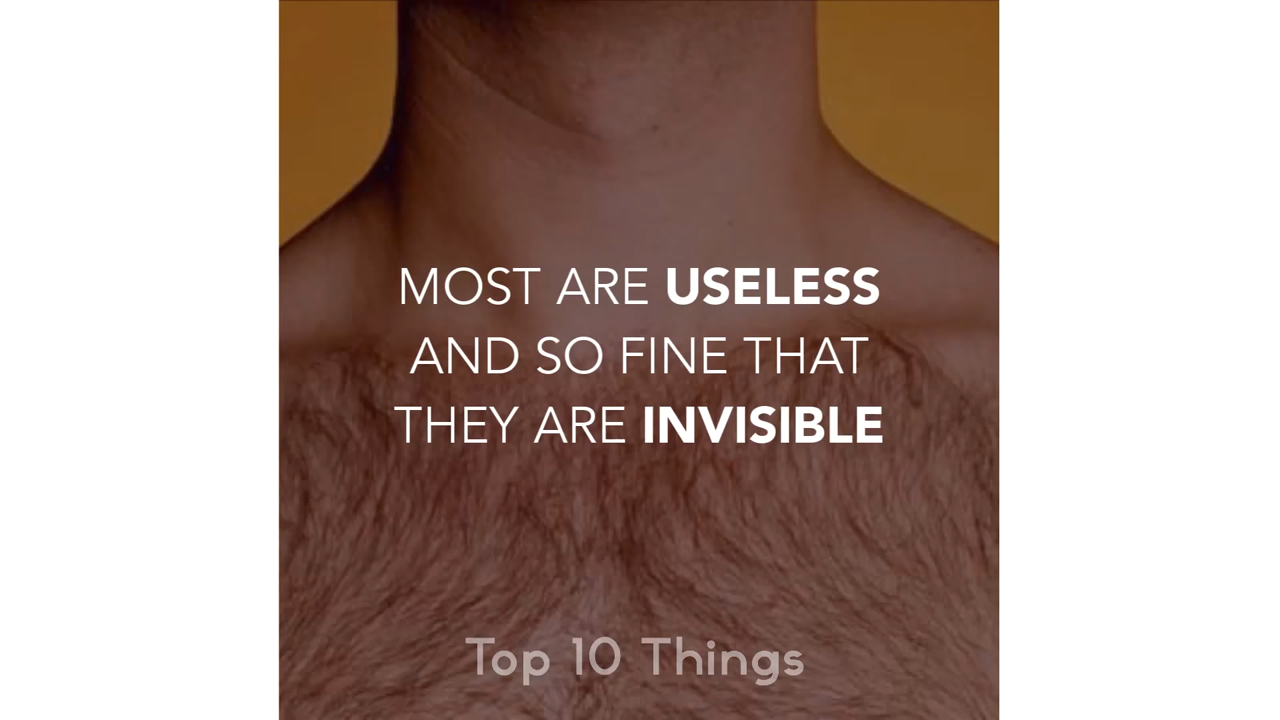 MOST ARE USELESS
AND SO FINE THAT
THEY ARE INVISIBLE
Top 10 Things